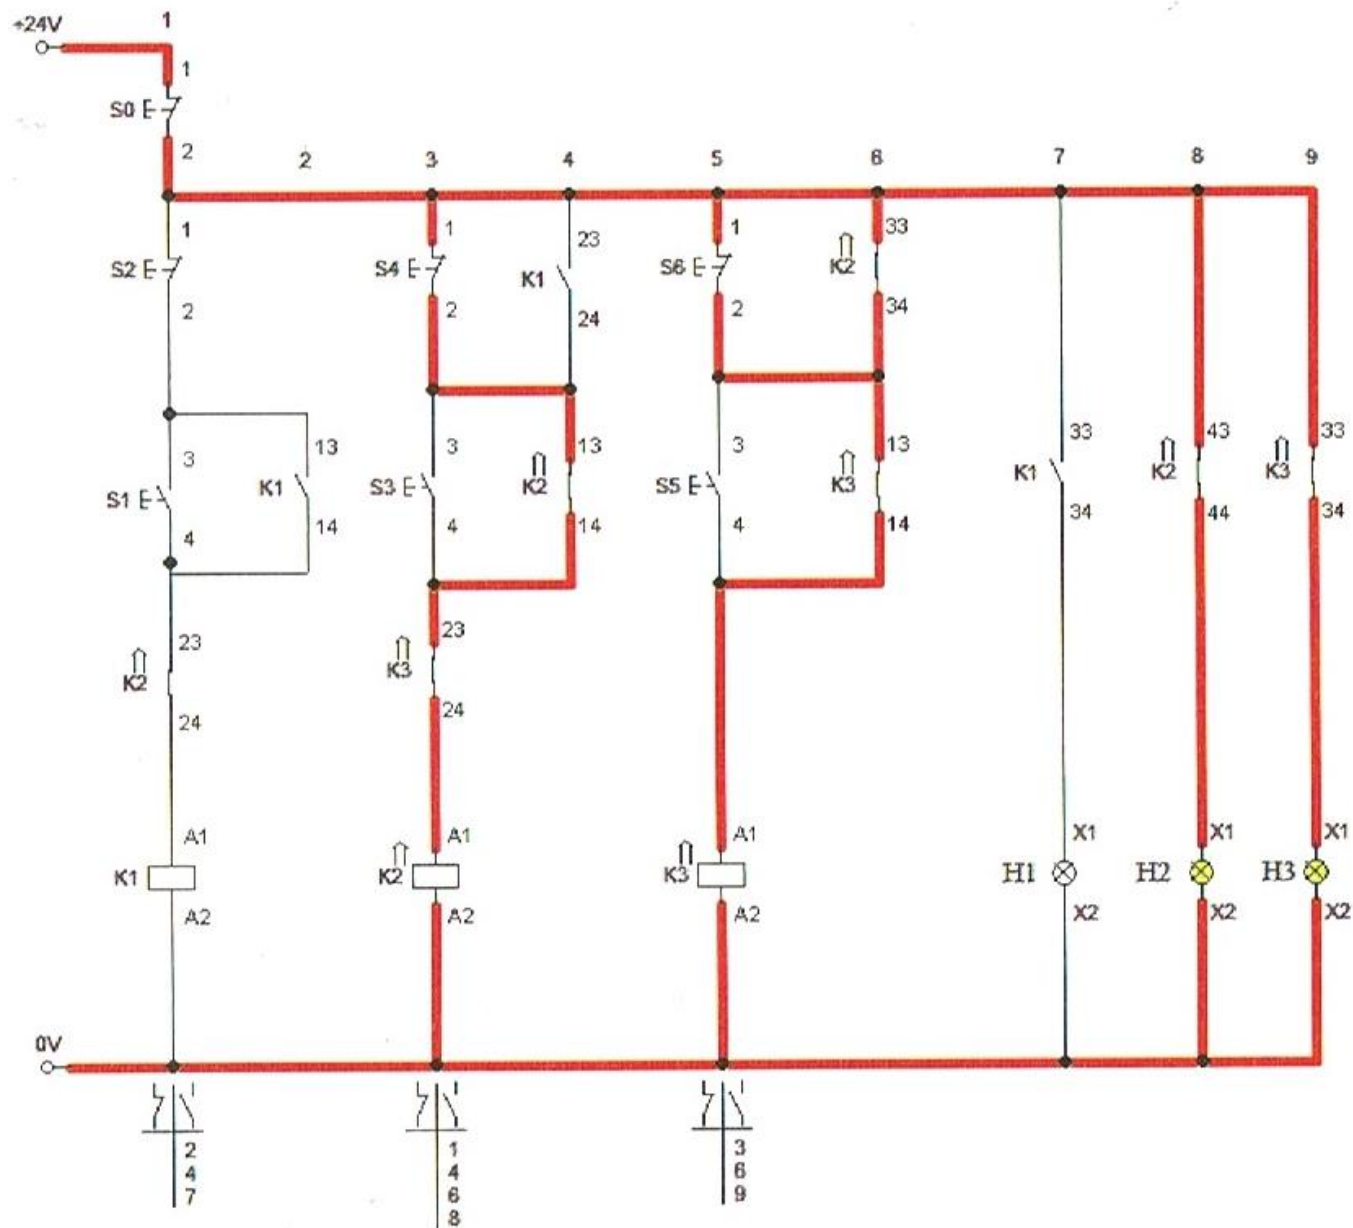 1
+24V
1
S0
2
2 3 4 5 6 7 8 9
1 1 23 1 33
S2 S4 K1 S6 K2
2 2 24 2 34
3 13 3 13 3 13 33 43 33
S1 K1 S3 K2 S5 K3 K1 K2 K3
4 14 4 14 4 14 34 44 34
23 23
K2 K3
24 24
A1 A1 A1 X1 X1 X1
K1 K2 K3 H1 H2 H3
A2 A2 A2 X2 X2 X2
0V
2 1 3
4 4 6
7 6 9
8